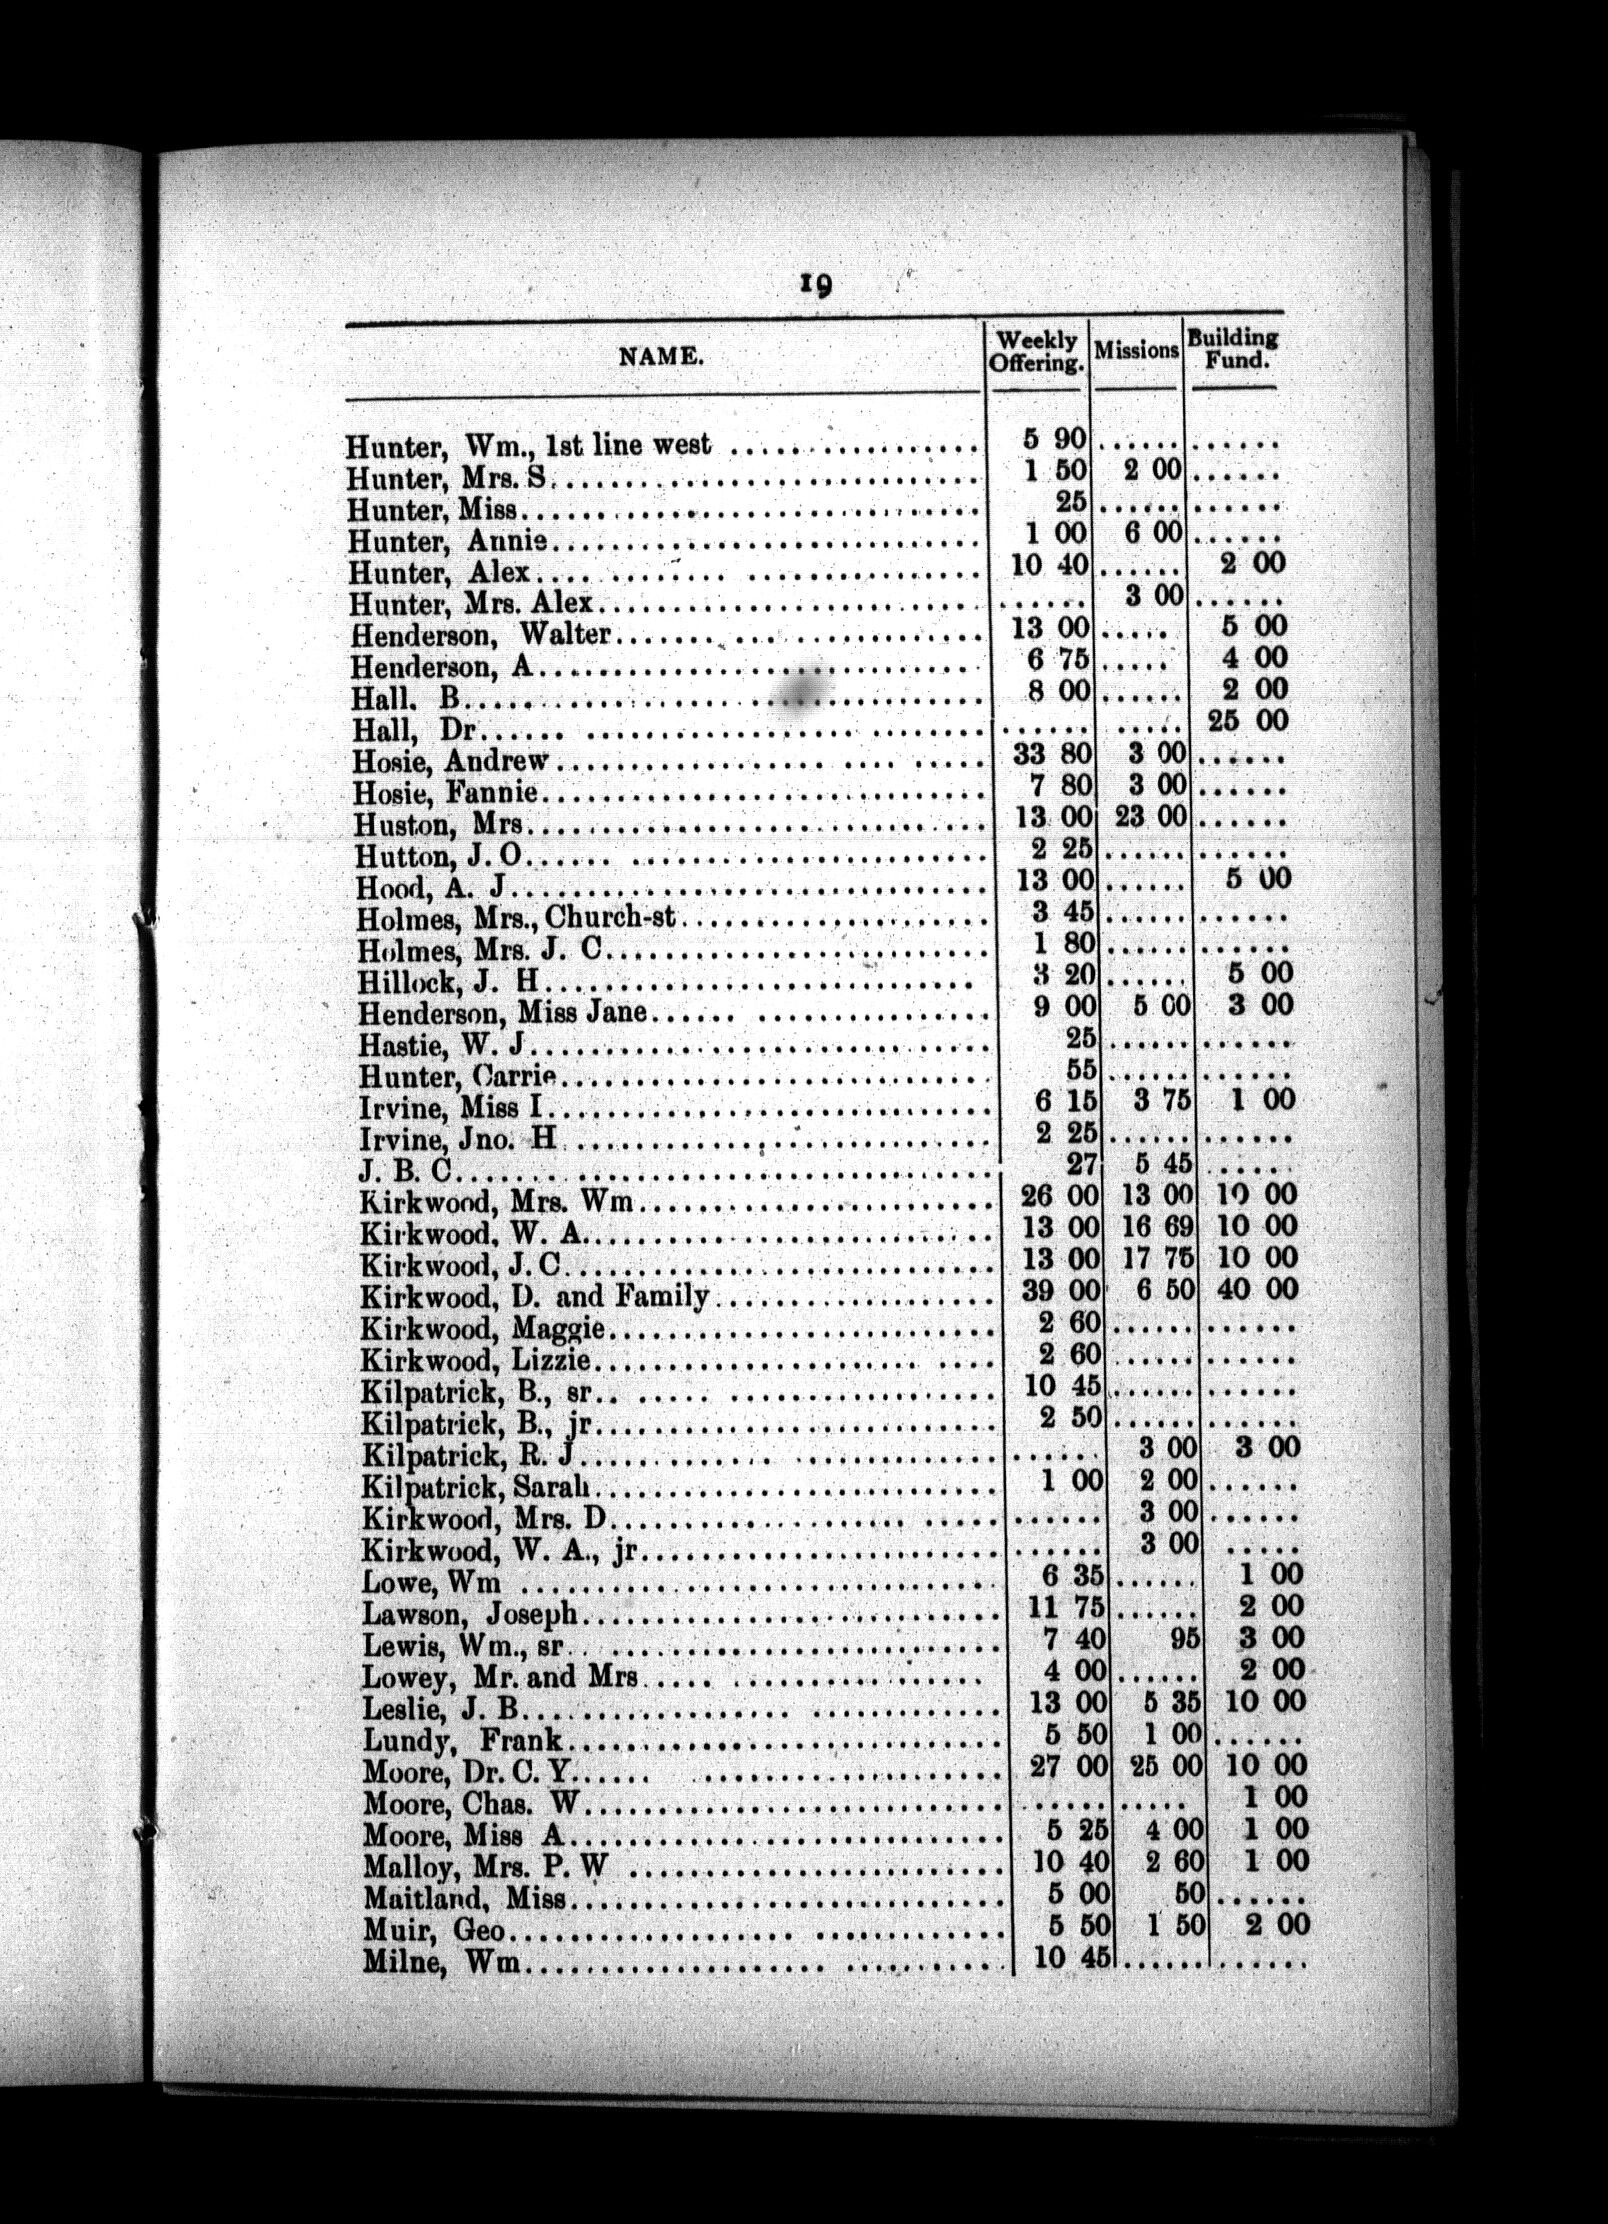 19
NAME. Weekly Offering. Missions Building Fund.
Hunter, Wm., 1st line west ................. 5 90 ...... ......
Hunter, Mrs. S............................. 1 50 2 00 ......
Hunter, Miss............................... 25 ...... ......
Hunter, Annie............................. 1 00 6 00 ......
Hunter, Alex.... ........ ................ 10 40 ...... 2 00
Hunter, Mrs. Alex.......................... ...... 3 00 ......
Henderson, Walter....... ... ............. 13 00 ..... 5 00
Henderson, A.............................. 6 75 ..... 4 00
Hall. B................................... 8 00 ...... 2 00
Hall, Dr...... ................ ........ ...... ..... 25 00
Hosie, Andrew.................. .... ..... 33 80 3 00 ......
Hosie, Fannie.............................. 7 80 3 00 ......
Huston, Mrs............................... 13 00 23 00 ......
Hutton, J. O...... ........................ 2 25 ...... ......
Hood, A. J................................ 13 00 ...... 5 00
Holmes, Mrs., Church-st..................... 3 45 ...... ......
Holmes, Mrs. J. C.......................... 1 80 ...... ......
Hillock, J. H............................. 3 20 ...... 5 00
Henderson, Miss Jane...... ................ 9 00 5 00 3 00
Hastie, W. J............................... 25 ...... ......
Hunter, Carrie............................. 55 ...... ......
Irvine, Miss I.............................. 6 15 3 75 1 00
Irvine, Jno. H ............................ 2 25 ...... ......
J. B. C....... ............................ 27 5 45 .....
Kirkwood, Mrs. Wm........................ 26 00 13 00 10 00
Kirkwood, W. A............................ 13 00 16 69 10 00
Kirkwood, J. C............................. 13 00 17 75 10 00
Kirkwood, D. and Family................... 39 00 6 50 40 00
Kirkwood, Maggie.......................... 2 60 ...... ......
Kirkwood, Lizzie...................... .... 2 60 ...... ......
Kilpatrick, B., sr.. ..... .................. 10 45 ...... ......
Kilpatrick, B., jr........................... 2 50 ...... ......
Kilpatrick, R. J............. .............. ...... 3 00 3 00
Kilpatrick, Sarah........................... 1 00 2 00 ......
Kirkwood, Mrs. D.................... ..... ...... 3 00 ......
Kirkwood, W. A., jr........................ ...... 3 00 .....
Lowe, Wm ................................ 6 35 ...... 1 00
Lawson, Joseph............................ 11 75 ...... 2 00
Lewis, Wm., sr.. .......................... 7 40 95 3 00
Lowey, Mr. and Mrs..... ................. 4 00 ...... 2 00
Leslie, J. B.................. ............. 13 00 5 35 10 00
Lundy, Frank.............................. 5 50 1 00 ......
Moore, Dr. C. Y...... ..................... 27 00 25 00 10 00
Moore, Chas. W............................ ...... ..... 1 00
Moore, Miss A............................. 5 25 4 00 1 00
Malloy, Mrs. P. W ......................... 10 40 2 60 1 00
Maitland, Miss............................. 5 00 50 ......
Muir, Geo................... ............. 5 50 1 50 2 00
Milne, Wm.................... ........... 10 45 ...... ......